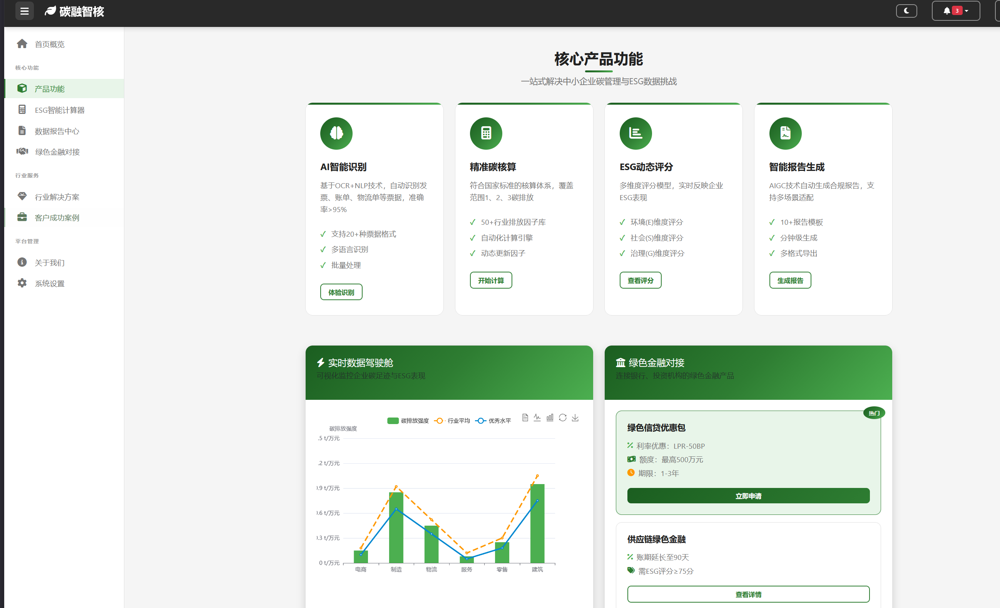 碳融智核
3
首页概览
核心功能
产品功能
ESG智能计算器
数据报告中心
绿色金融对接
行业服务
行业解决方案
客户成功案例
平台管理
关于我们
系统设置
核心产品功能
一站式解决中小企业碳管理与ESG数据挑战
AI智能识别
基于OCR+NLP技术，自动识别发
票、账单、物流单等票据，准确
率>95%
支持20+种票据格式
多语言识别
批量处理
体验识别
精准碳核算
符合国家标准的核算体系，覆盖
范围1、2、3碳排放
50+行业排放因子库
自动化计算引擎
动态更新因子
开始计算
ESG动态评分
多维度评分模型，实时反映企业
ESG表现
环境(E)维度评分
社会(S)维度评分
治理(G)维度评分
查看评分
智能报告生成
AIGC技术自动生成合规报告，支
持多场景适配
10+报告模板
分钟级生成
多格式导出
生成报告
实时数据驾驶舱
可视化监控企业碳足迹与ESG表现
碳排放强度 行业平均 优秀水平
碳排放强度
.5 t/万元
.2 t/万元
.9 t/万元
.6 t/万元
.3 t/万元
0 t/万元
电商 制造 物流 服务 零售 建筑
绿色金融对接
连接银行、投资机构的绿色金融产品
热门
绿色信贷优惠包
利率优惠：LPR-50BP
额度：最高500万元
期限：1-3年
立即申请
供应链绿色金融
账期延长至90天
需ESG评分≥75分
查看详情